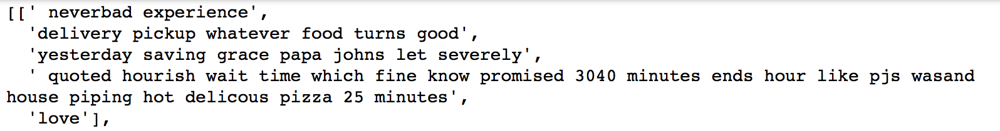 [[' neverbad experience',
'delivery pickup whatever food turns good',
'yesterday saving grace papa johns let severely',
' quoted hourish wait time which fine know promised 3040 minutes ends hour like pjs wasand
house piping hot delicous pizza 25 minutes',
'love'],